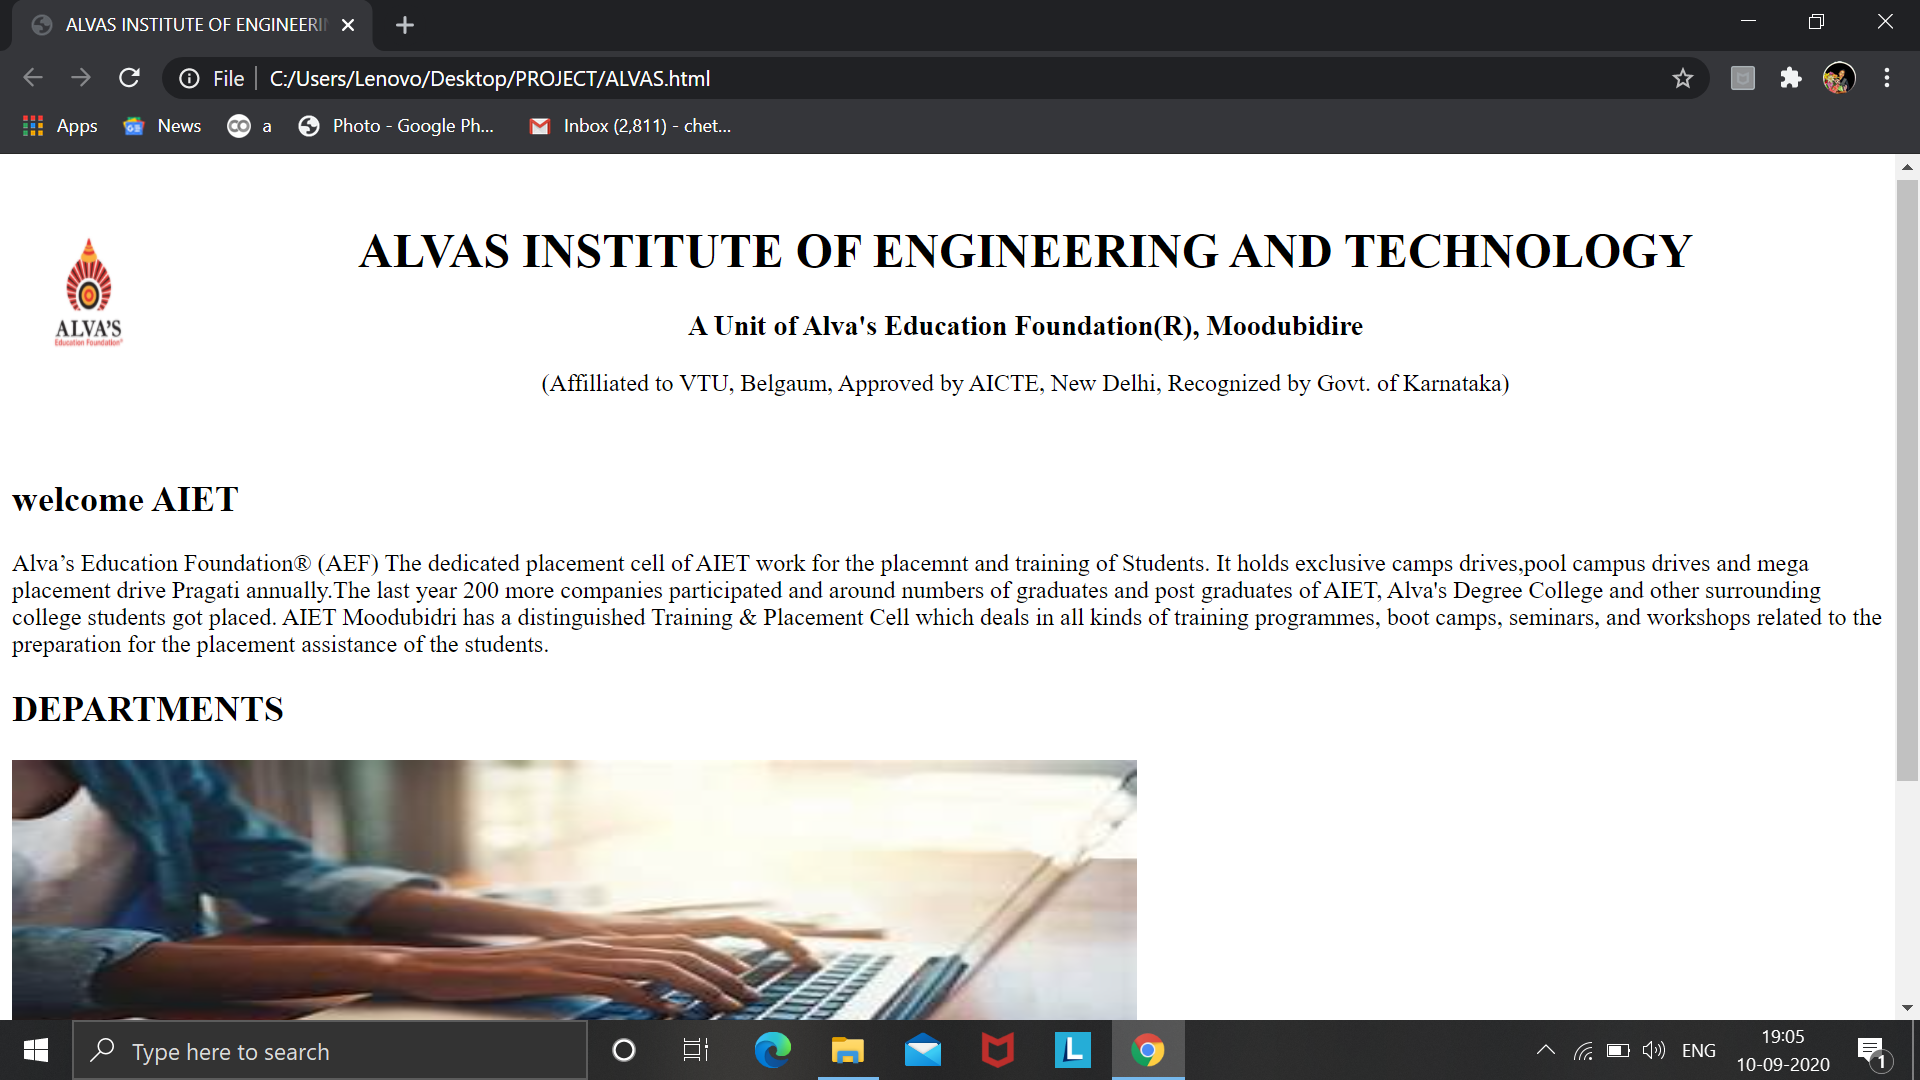 ALVAS INSTITUTE OF ENGINEERIN
File
C:/Users/Lenovo/Desktop/PROJECT/ALVAS.html
Apps
News
a
Photo - Google Ph...
Inbox (2,811) - chet...
ALVA'S
Education Foundation®
ALVAS INSTITUTE OF ENGINEERING AND TECHNOLOGY
A Unit of Alva's Education Foundation(R), Moodubidire
(Affilliated to VTU, Belgaum, Approved by AICTE, New Delhi, Recognized by Govt. of Karnataka)
welcome AIET
Alva’s Education Foundation® (AEF) The dedicated placement cell of AIET work for the placemnt and training of Students. It holds exclusive camps drives,pool campus drives and mega
placement drive Pragati annually.The last year 200 more companies participated and around numbers of graduates and post graduates of AIET, Alva's Degree College and other surrounding
college students got placed. AIET Moodubidri has a distinguished Training & Placement Cell which deals in all kinds of training programmes, boot camps, seminars, and workshops related to the
preparation for the placement assistance of the students.
DEPARTMENTS
Type here to search
L
ENG
19:05
10-09-2020
1